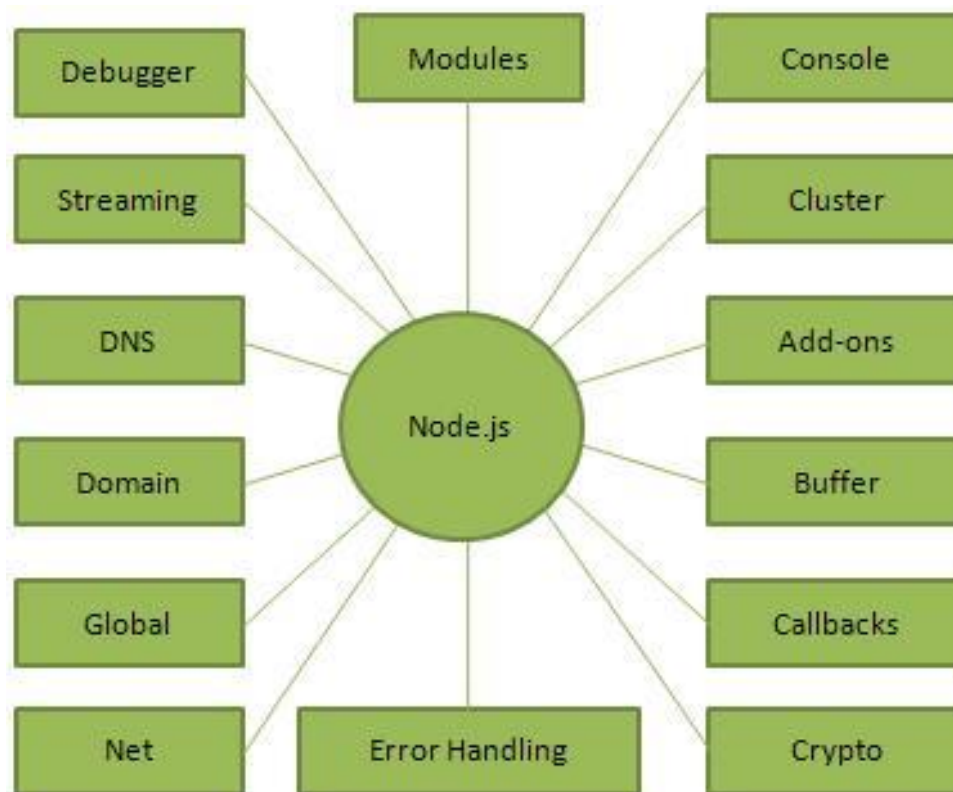 Debugger
Modules
Console
Streaming
Cluster
DNS
Add-ons
Node.js
Domain
Buffer
Global
Callbacks
Net
Error Handling
Crypto